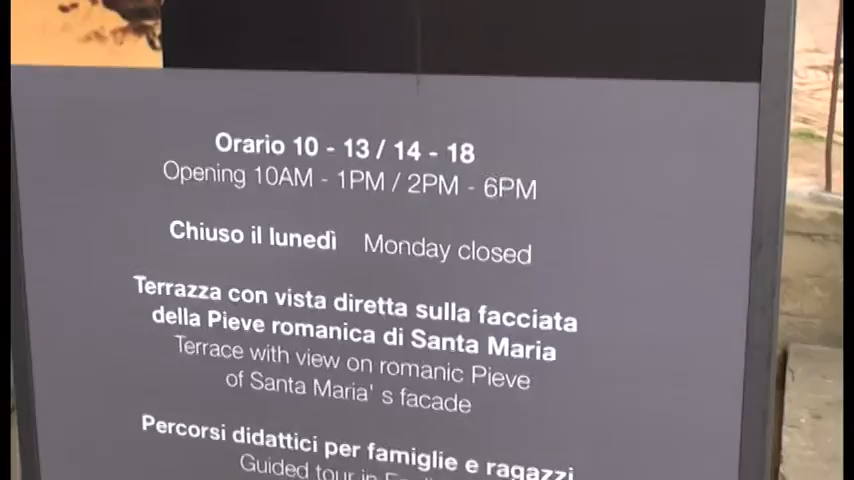 Orario 10 - 13 / 14 - 18
Opening 10AM - 1PM / 2PM - 6PM
Chiuso il lunedì Monday closed
Terrazza con vista diretta sulla facciata
della Pieve romanica di Santa Maria
Terrace with view on romanic Pieve
of Santa Maria' s facade
Percorsi didattici per famiglie e ragazzi
Guided tour in